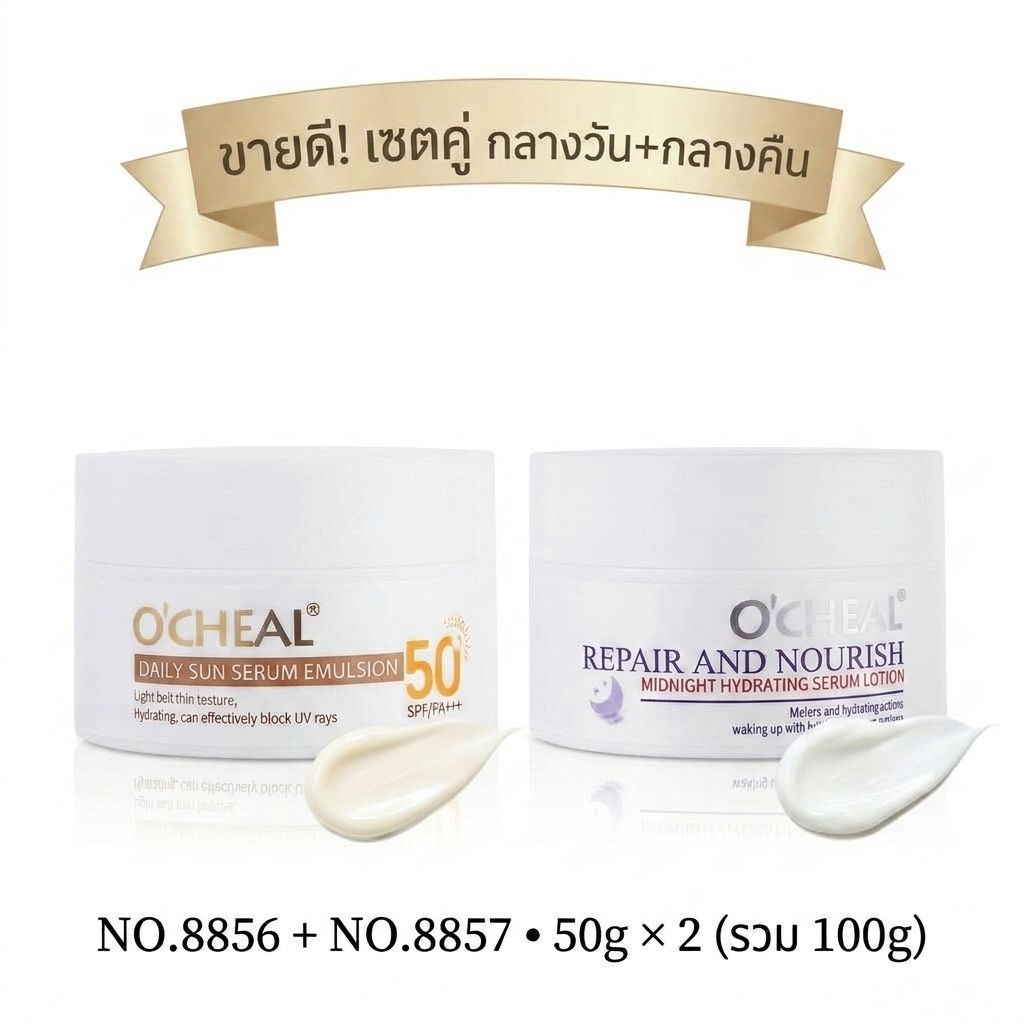 ขายดี! เซตคู่ กลางวัน+กลางคืน
O'CHEAL®
DAILY SUN SERUM EMULSION
50
SPF/PA+++
Light beit thin testure,
Hydrating, can effectively block UV rays
O'CHEAL®
REPAIR AND NOURISH
MIDNIGHT HYDRATING SERUM LOTION
Melers and hydtating actions
waking up with
NO.8856 + NO.8857 • 50g × 2 (รวม 100g)